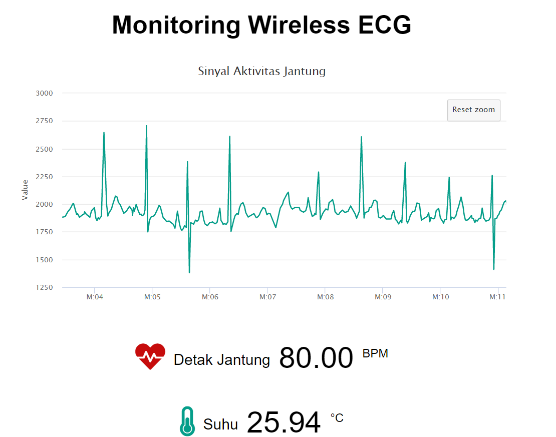 Monitoring Wireless ECG
Sinyal Aktivitas Jantung
3000
Reset zoom
2750
2500
2250
2000
1750
1500
1250
Value
M:04 M:05 M:06 M:07 M:08 M:09 M:10 M:11
Detak Jantung 80.00 BPM
Suhu 25.94 °C